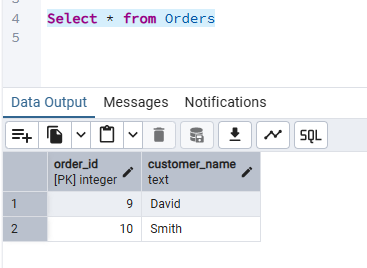 4 Select * from Orders
5
Data Output Messages Notifications
SQL
order_id customer_name
[PK] integer text
1 9 David
2 10 Smith